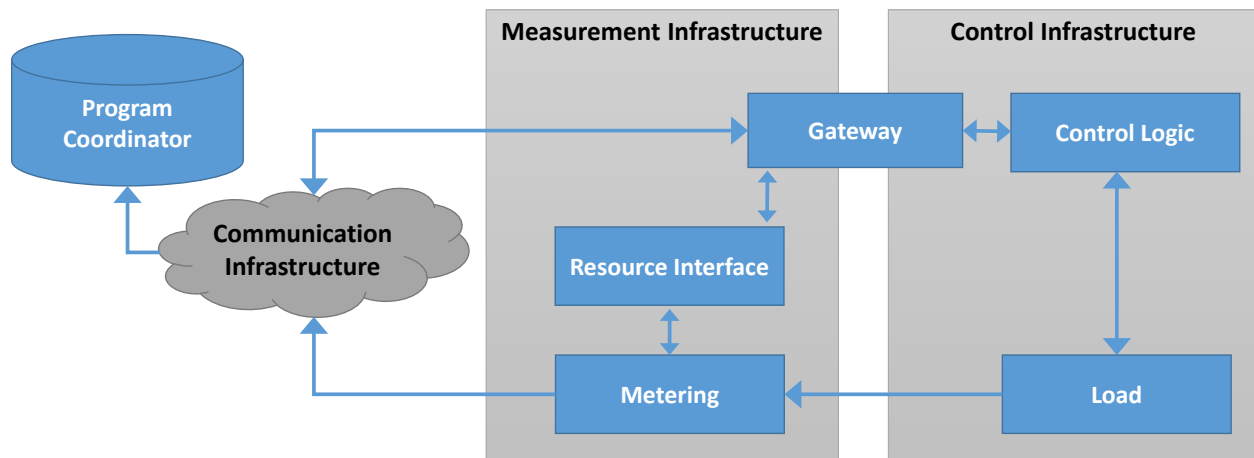 Measurement Infrastructure
Control Infrastructure
Program
Coordinator
Gateway
Control Logic
Communication
Infrastructure
Resource Interface
Metering
Load